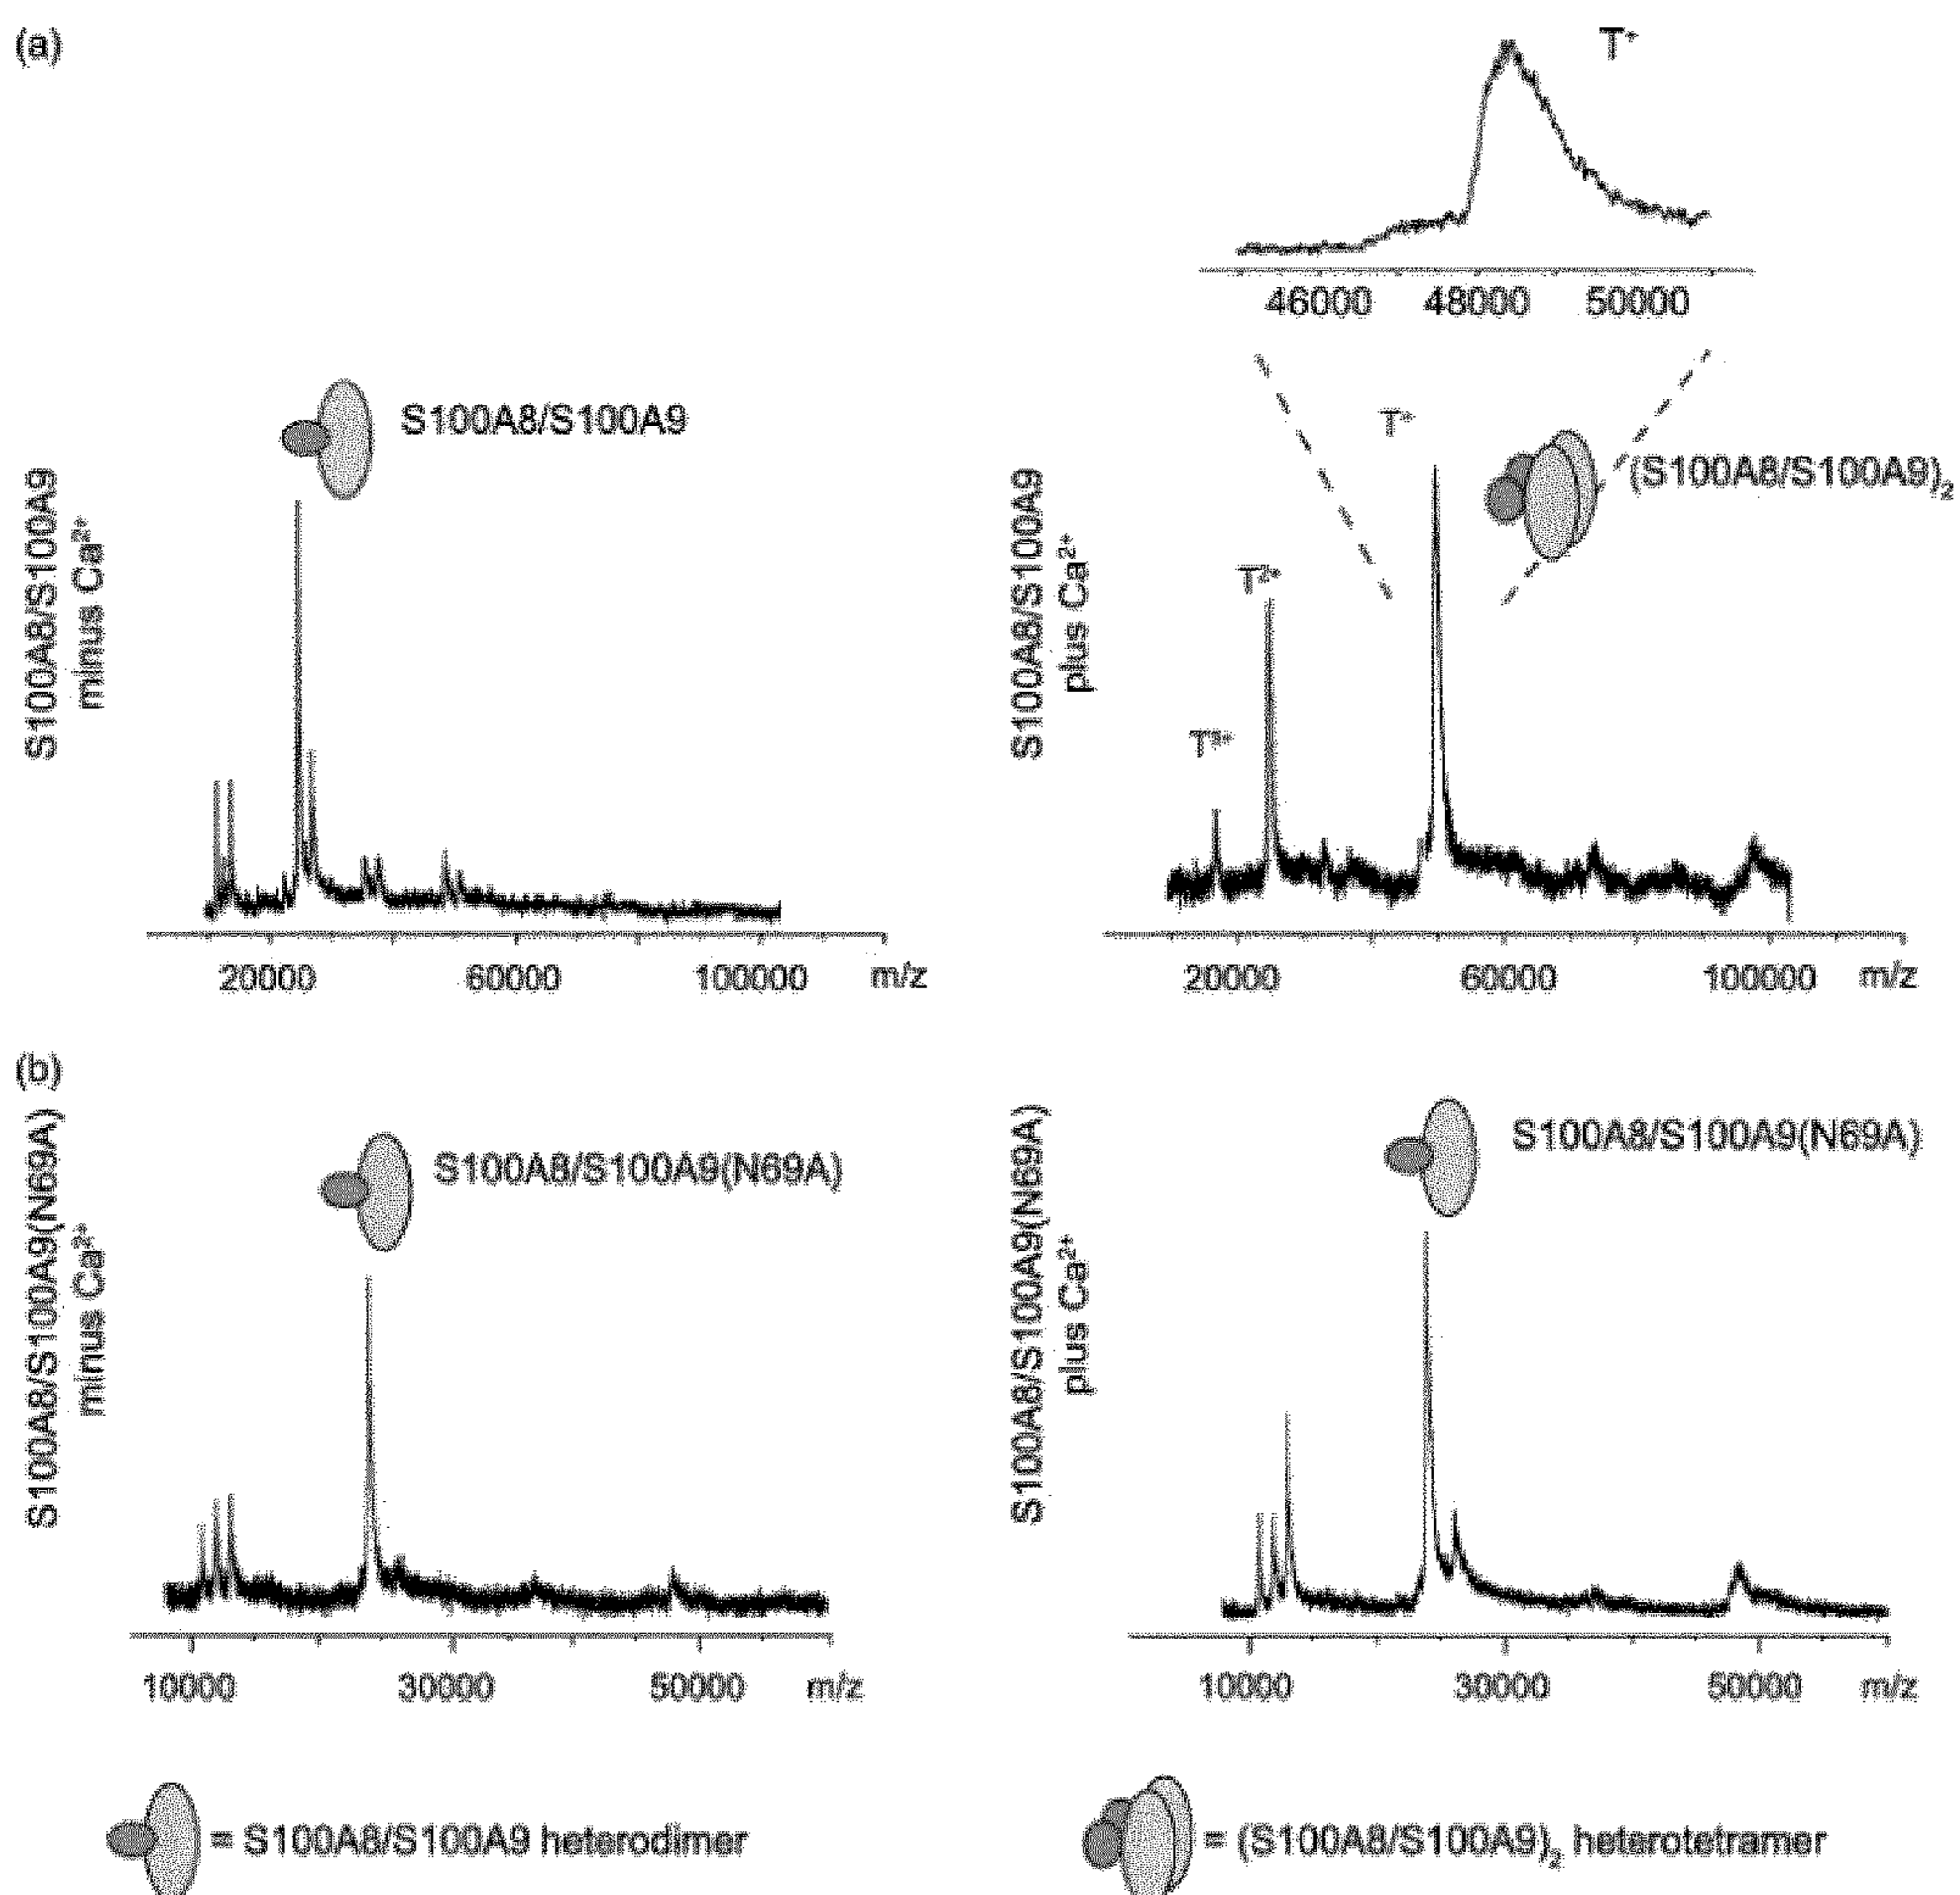 (a)
T⁺
46000 48000 50000
S100A8/S100A9
minus Ca²⁺
S100A8/S100A9
20000 60000 100000 m/z
S100A8/S100A9
plus Ca²⁺
T³⁺
T²⁺
T⁺
(S100A8/S100A9)₂
20000 60000 100000 m/z
(b)
S100A8/S100A9(N69A)
minus Ca²⁺
S100A8/S100A9(N69A)
10000 30000 50000 m/z
S100A8/S100A9(N69A)
plus Ca²⁺
S100A8/S100A9(N69A)
10000 30000 50000 m/z
= S100A8/S100A9 heterodimer
= (S100A8/S100A9)₂ heterotetramer